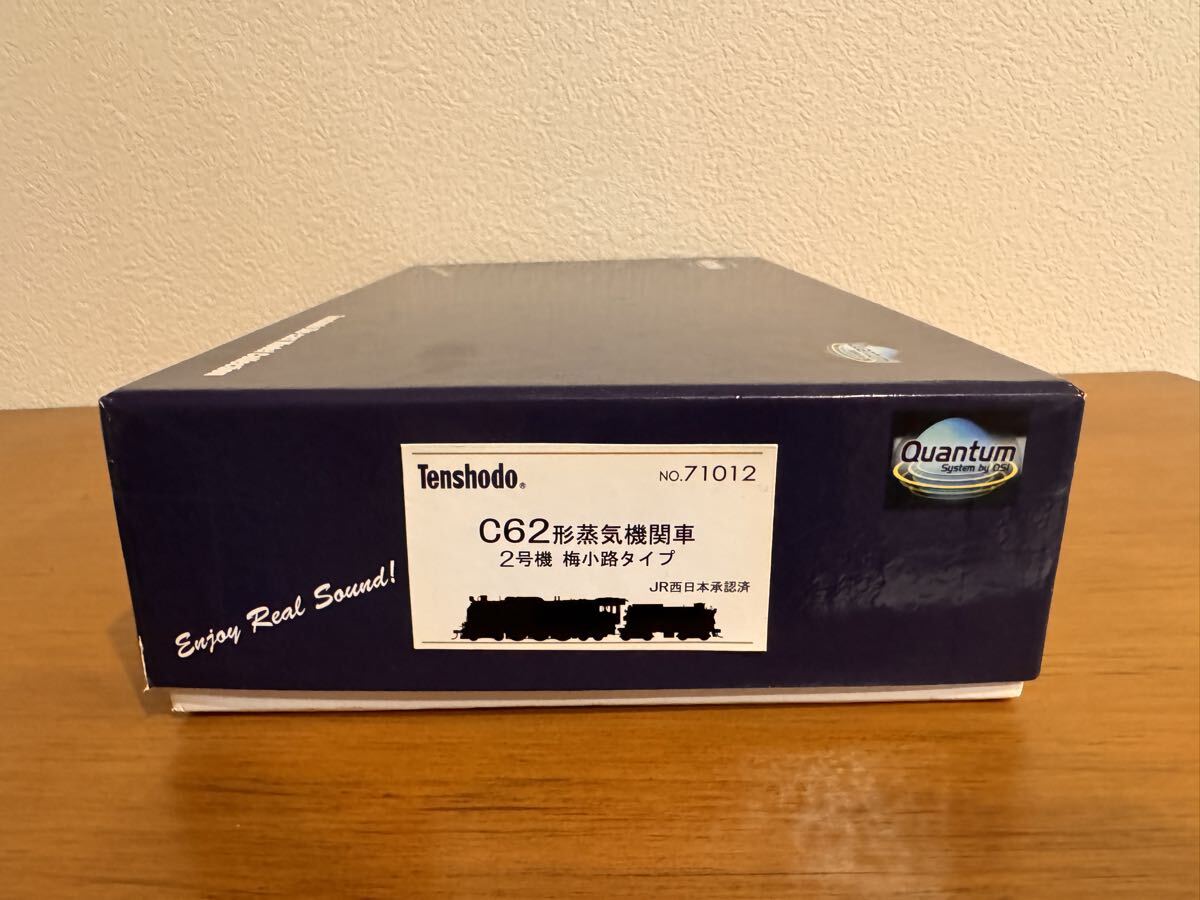 Tenshodo®
NO.71012
C62形蒸気機関車
2号機 梅小路タイプ
JR西日本承認済
Enjoy Real Sound!
Quantum
System by QSI